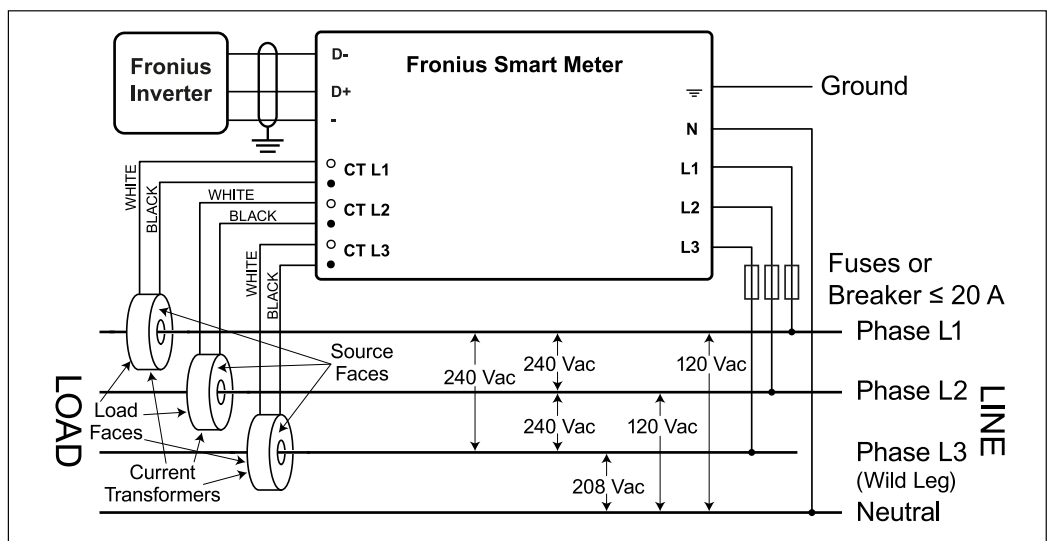 Fronius
Inverter
Fronius Smart Meter
D-
D+
-
Ground
N
L1
L2
L3
CT L1
CT L2
CT L3
WHITE
BLACK
WHITE
BLACK
WHITE
BLACK
Fuses or
Breaker ≤ 20 A
Phase L1
Phase L2
Phase L3
(Wild Leg)
Neutral
LINE
LOAD
Source
Faces
Load
Faces
Current
Transformers
240 Vac
240 Vac
240 Vac
120 Vac
120 Vac
208 Vac